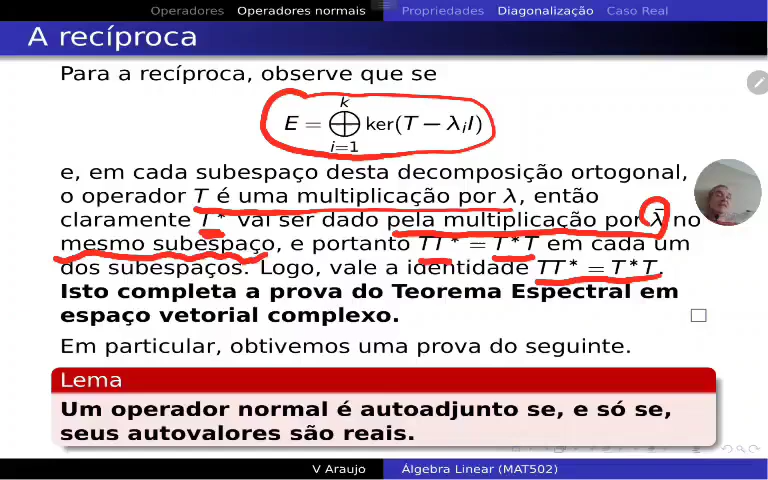 Operadores Operadores normais Propriedades Diagonalização Caso Real
A recíproca
Para a recíproca, observe que se
k
E = ⊕ ker(T − λᵢI)
i=1
e, em cada subespaço desta decomposição ortogonal,
o operador T é uma multiplicação por λ, então
claramente T* vai ser dado pela multiplicação por λ̄ no
mesmo subespaço, e portanto TT* = T*T em cada um
dos subespaços. Logo, vale a identidade TT* = T*T.
Isto completa a prova do Teorema Espectral em
espaço vetorial complexo. □
Em particular, obtivemos uma prova do seguinte.
Lema
Um operador normal é autoadjunto se, e só se,
seus autovalores são reais.
V Araujo Álgebra Linear (MAT502)